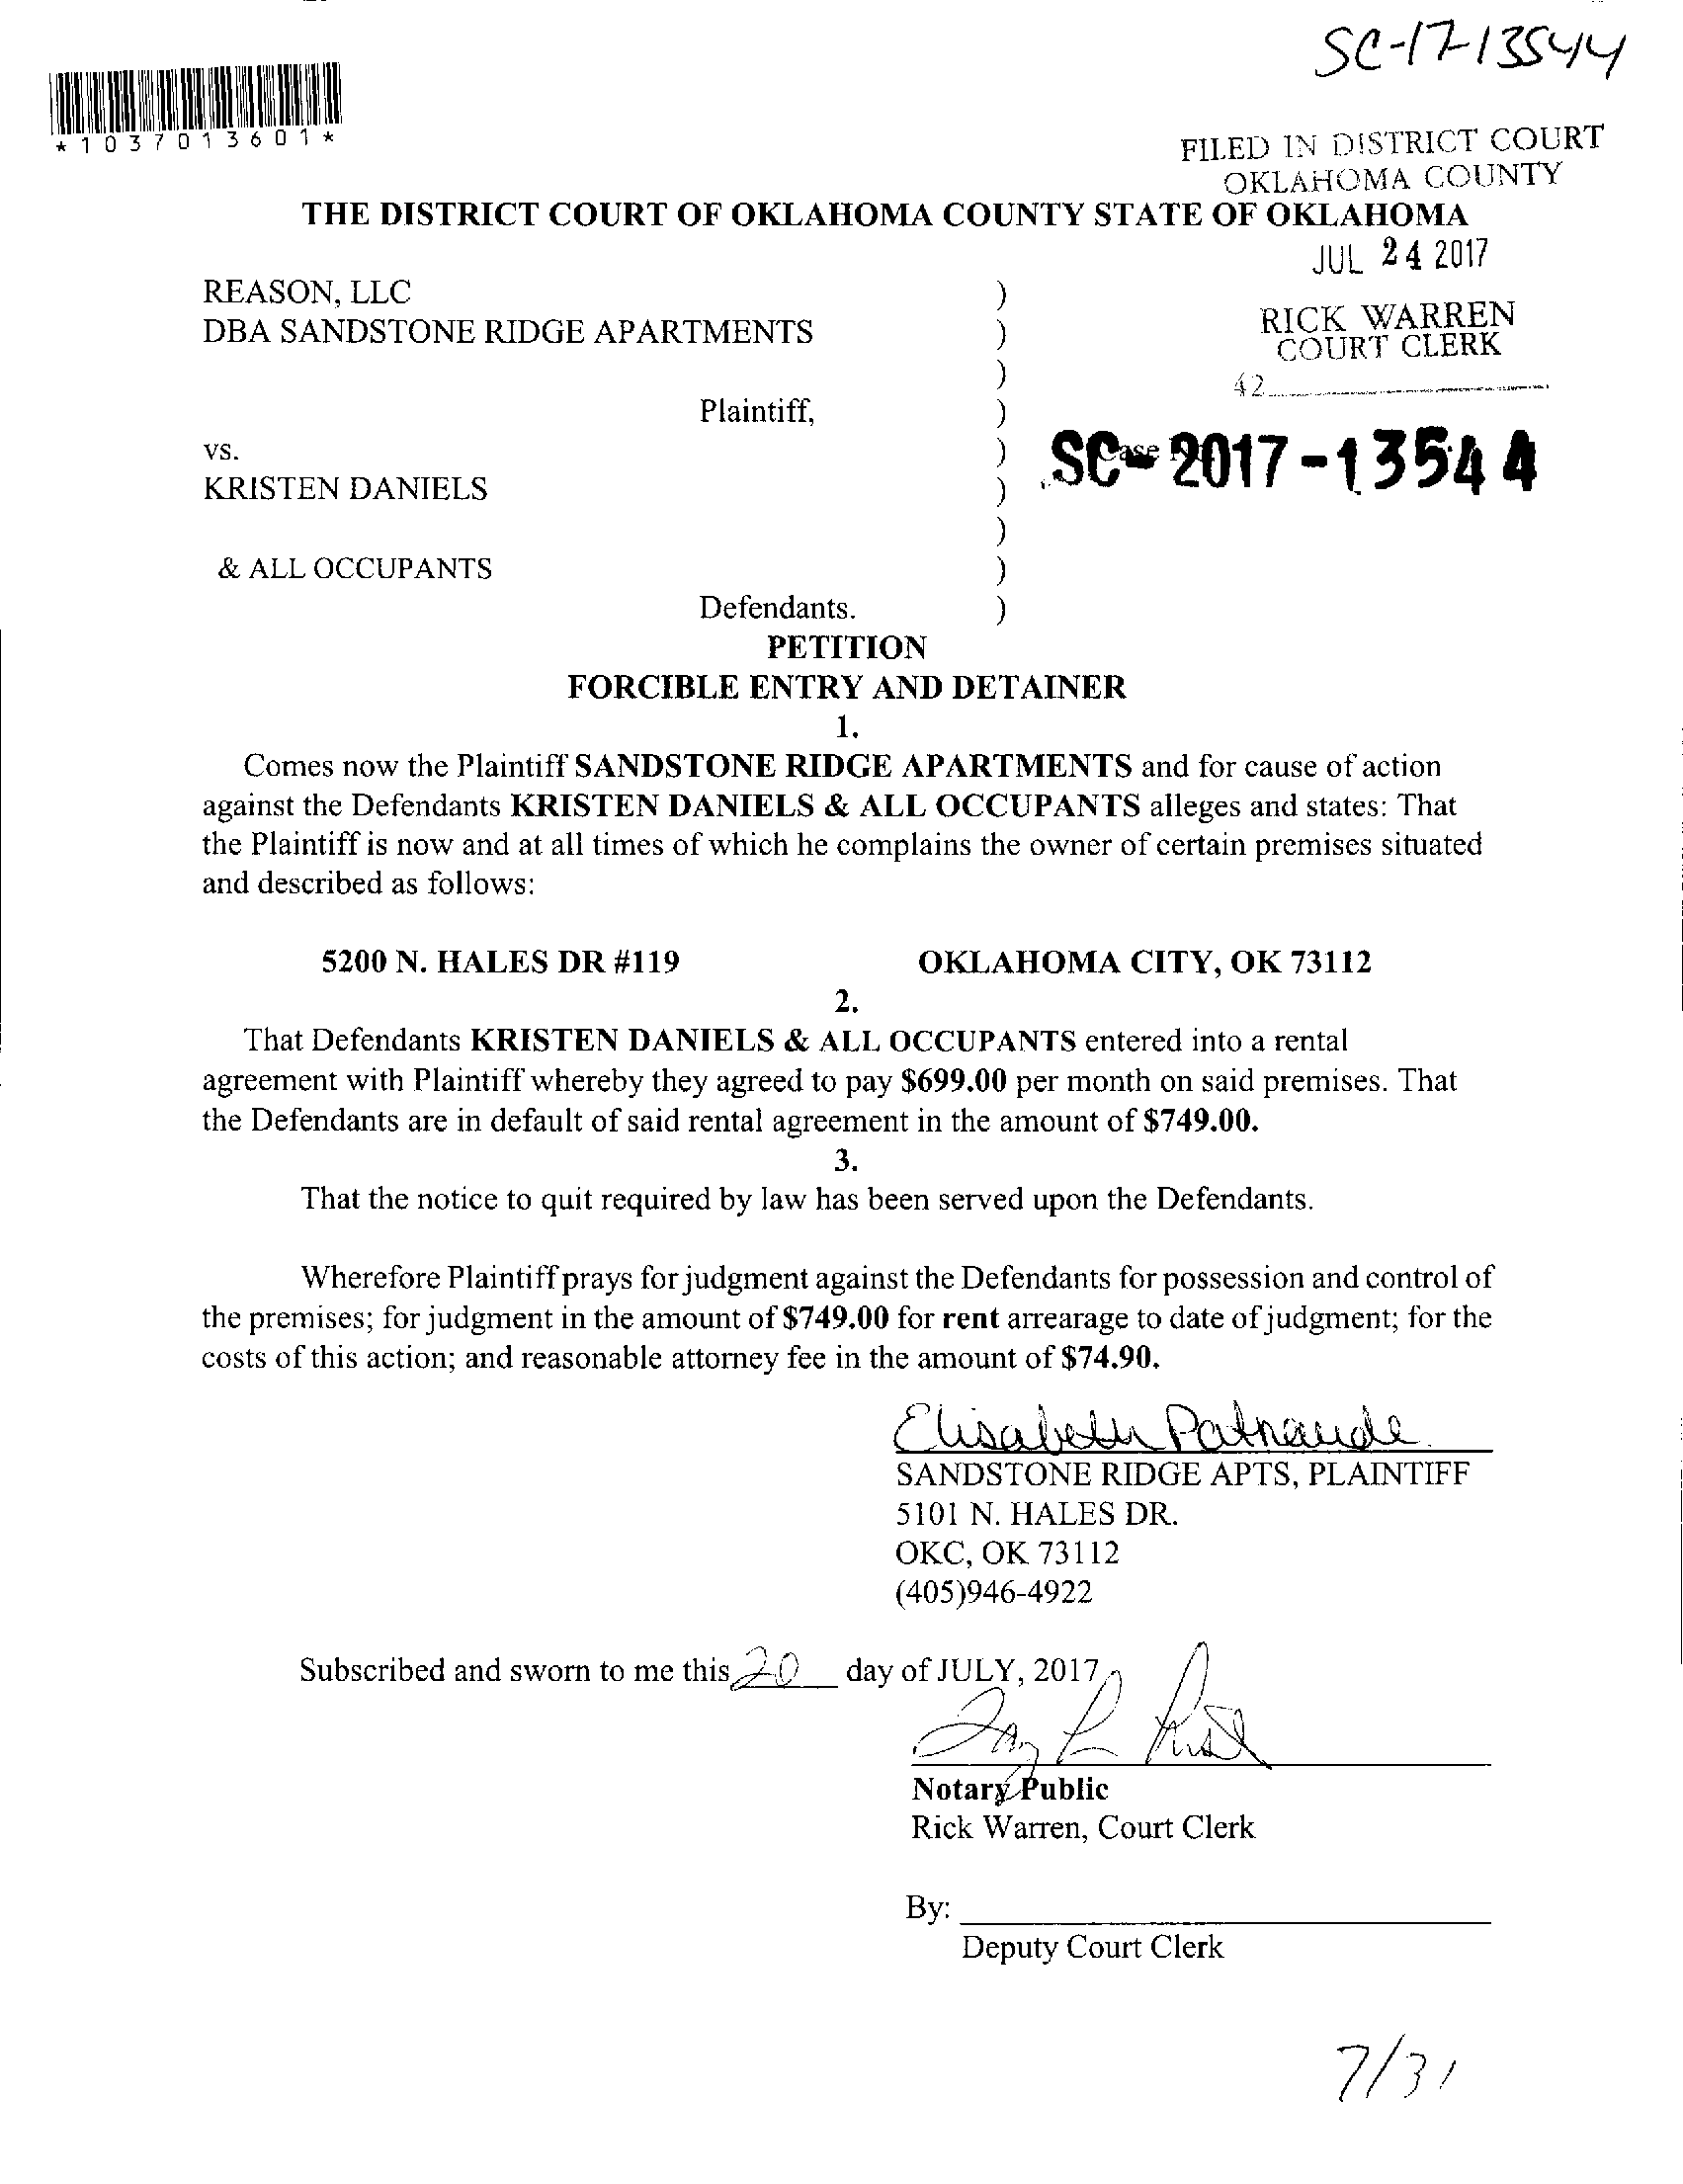 SC-17-13544
*1037013601*
FILED IN DISTRICT COURT
OKLAHOMA COUNTY
THE DISTRICT COURT OF OKLAHOMA COUNTY STATE OF OKLAHOMA
JUL 24 2017
REASON, LLC )
DBA SANDSTONE RIDGE APARTMENTS )
RICK WARREN
COURT CLERK
)
42
Plaintiff, )
vs. )
SC-2017-13544
KRISTEN DANIELS )
)
& ALL OCCUPANTS )
Defendants. )
PETITION
FORCIBLE ENTRY AND DETAINER
1.
Comes now the Plaintiff SANDSTONE RIDGE APARTMENTS and for cause of action
against the Defendants KRISTEN DANIELS & ALL OCCUPANTS alleges and states: That
the Plaintiff is now and at all times of which he complains the owner of certain premises situated
and described as follows:
5200 N. HALES DR #119 OKLAHOMA CITY, OK 73112
2.
That Defendants KRISTEN DANIELS & ALL OCCUPANTS entered into a rental
agreement with Plaintiff whereby they agreed to pay $699.00 per month on said premises. That
the Defendants are in default of said rental agreement in the amount of $749.00.
3.
That the notice to quit required by law has been served upon the Defendants.
Wherefore Plaintiff prays for judgment against the Defendants for possession and control of
the premises; for judgment in the amount of $749.00 for rent arrearage to date of judgment; for the
costs of this action; and reasonable attorney fee in the amount of $74.90.
Elisabeth Patnaude
SANDSTONE RIDGE APTS, PLAINTIFF
5101 N. HALES DR.
OKC, OK 73112
(405)946-4922
Subscribed and sworn to me this 20 day of JULY, 2017
Notary Public
Rick Warren, Court Clerk
By:
Deputy Court Clerk
7/31